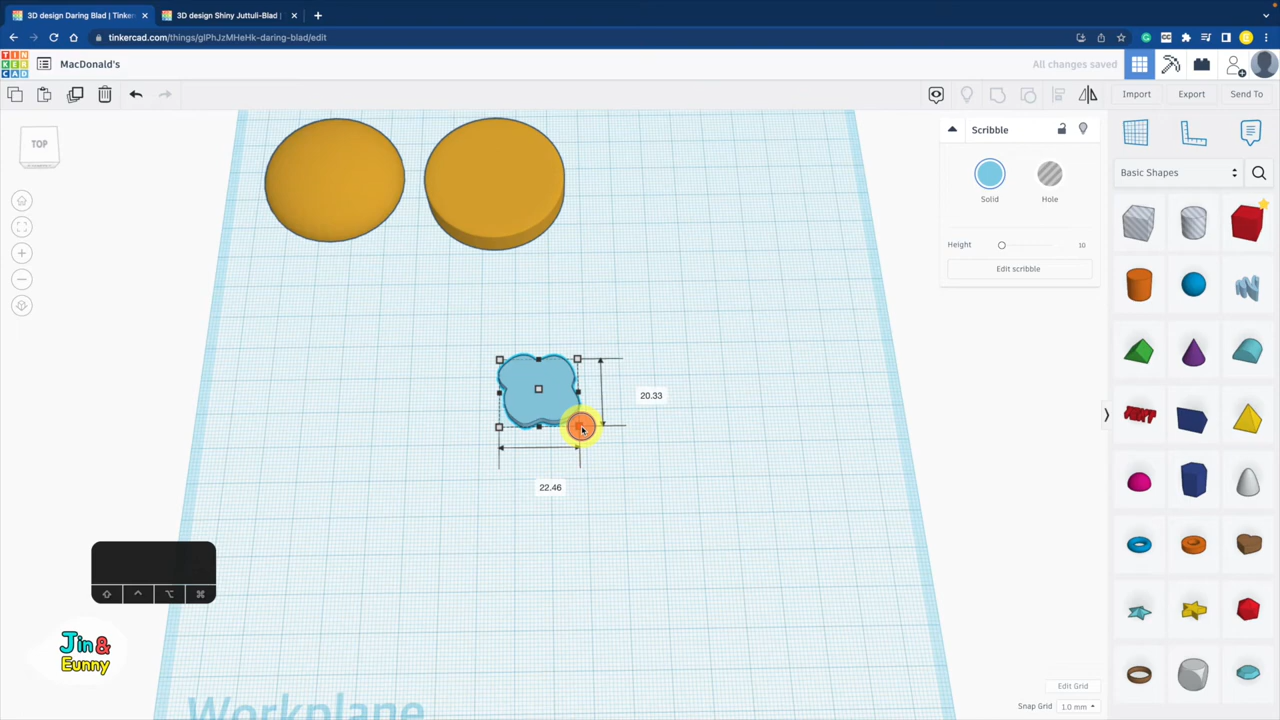 3D design Daring Blad | Tinker
3D design Shiny Juttuli-Blad |
tinkercad.com/things/glPhJzMHeHk-daring-blad/edit
E
TIN
KER
CAD
MacDonald's
All changes saved
Import
Export
Send To
TOP
Scribble
Solid
Hole
Height
10
Edit scribble
Basic Shapes
TEXT
20.33
22.46
Jin&
Eunny
Workplane
Edit Grid
Snap Grid
1.0 mm